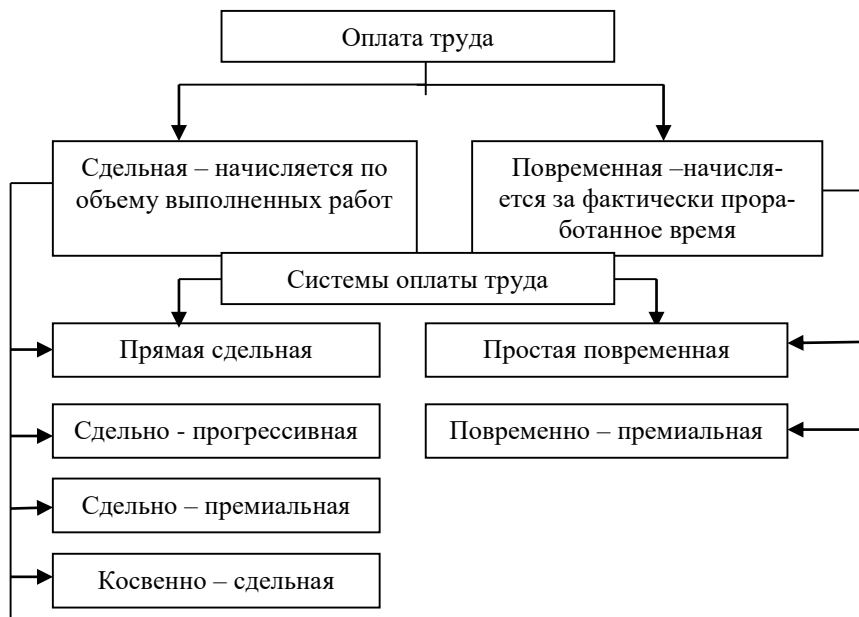 Оплата труда
Сдельная – начисляется по
объему выполненных работ
Повременная –начисля-
ется за фактически прора-
ботанное время
Системы оплаты труда
Прямая сдельная
Простая повременная
Сдельно - прогрессивная
Повременно – премиальная
Сдельно – премиальная
Косвенно – сдельная